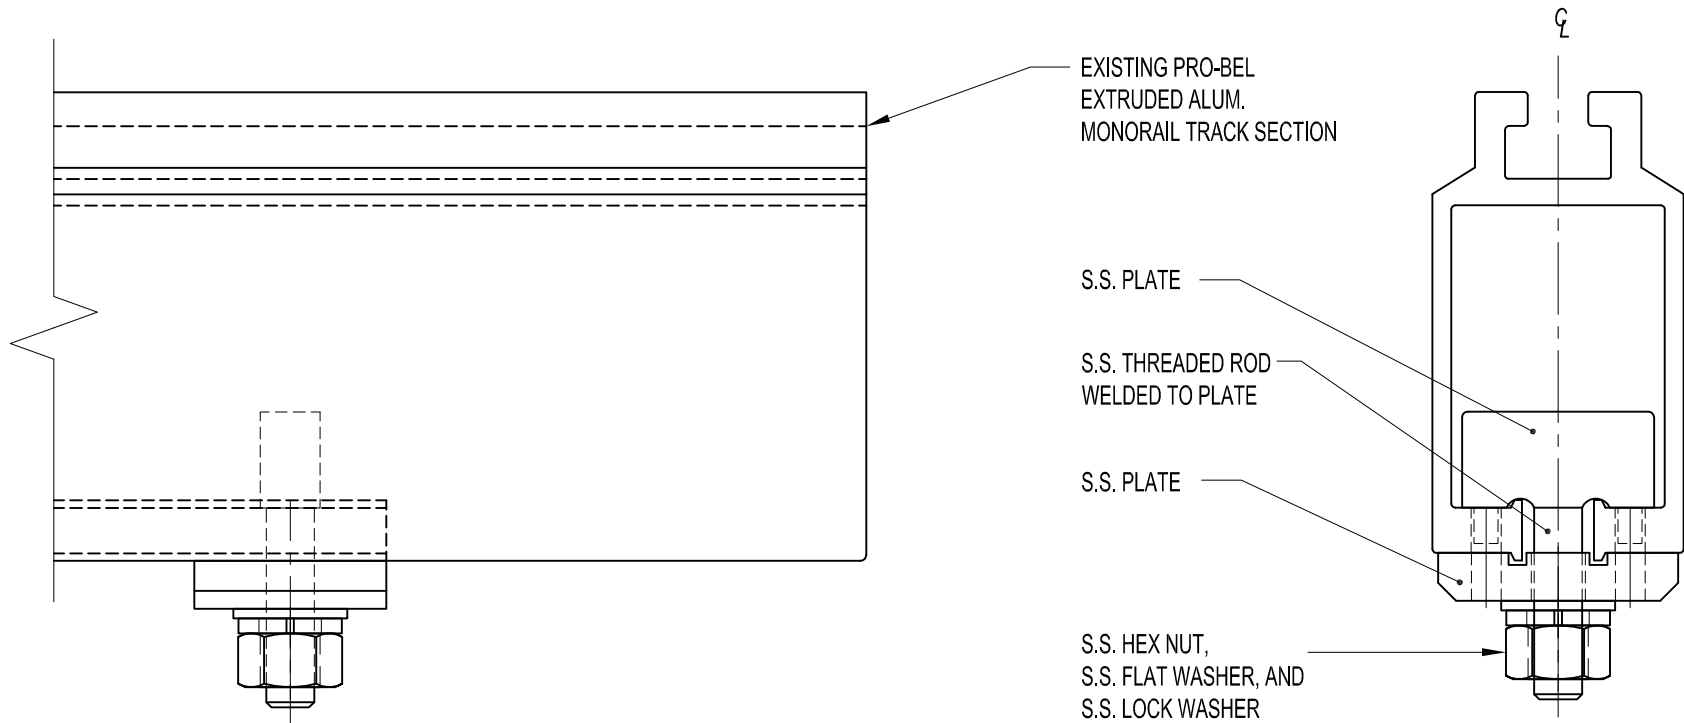 ℄
EXISTING PRO-BEL
EXTRUDED ALUM.
MONORAIL TRACK SECTION
S.S. PLATE
S.S. THREADED ROD
WELDED TO PLATE
S.S. PLATE
S.S. HEX NUT,
S.S. FLAT WASHER, AND
S.S. LOCK WASHER